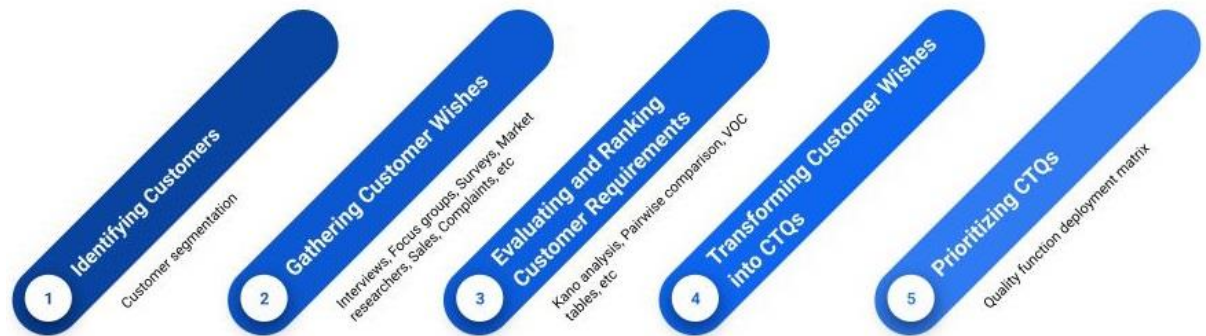 1
Identifying Customers
Customer segmentation
2
Gathering Customer Wishes
Interviews, Focus groups, Surveys, Market
researchers, Sales, Complaints, etc
3
Evaluating and Ranking
Customer Requirements
Kano analysis, Pairwise comparison, VOC
tables, etc
4
Transforming Customer Wishes
into CTQs
5
Prioritizing CTQs
Quality function deployment matrix